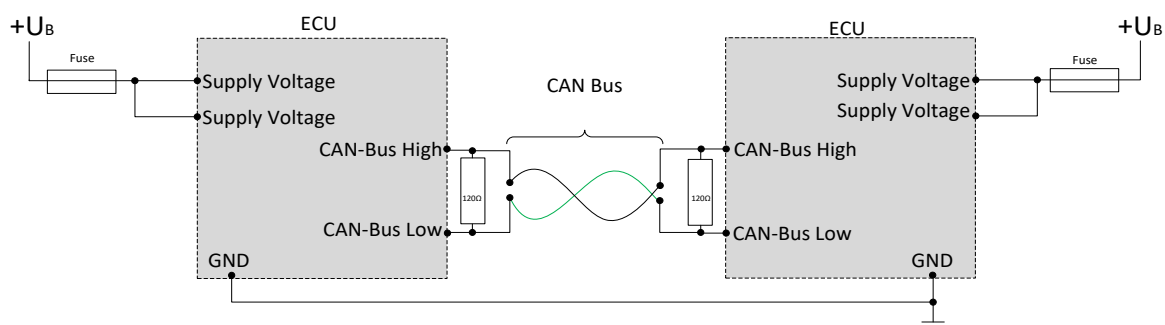 ECU
ECU
+UB
+UB
Fuse
Fuse
Supply Voltage
Supply Voltage
CAN Bus
Supply Voltage
Supply Voltage
CAN-Bus High
CAN-Bus High
120Ω
120Ω
CAN-Bus Low
CAN-Bus Low
GND
GND